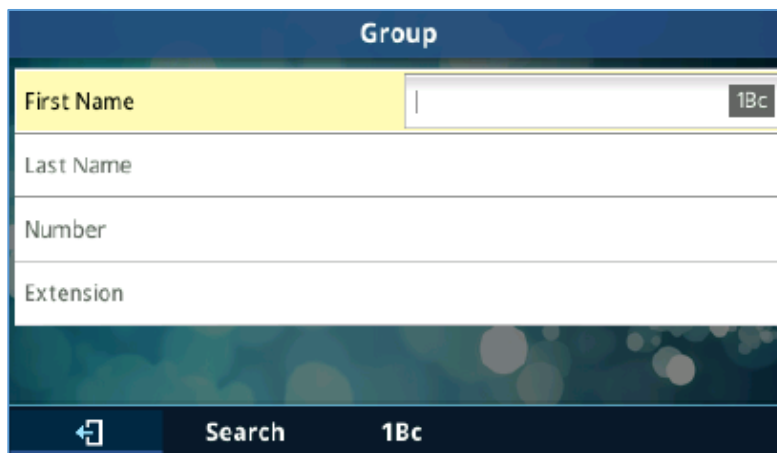 Group
First Name 1Bc
Last Name
Number
Extension
Search 1Bc